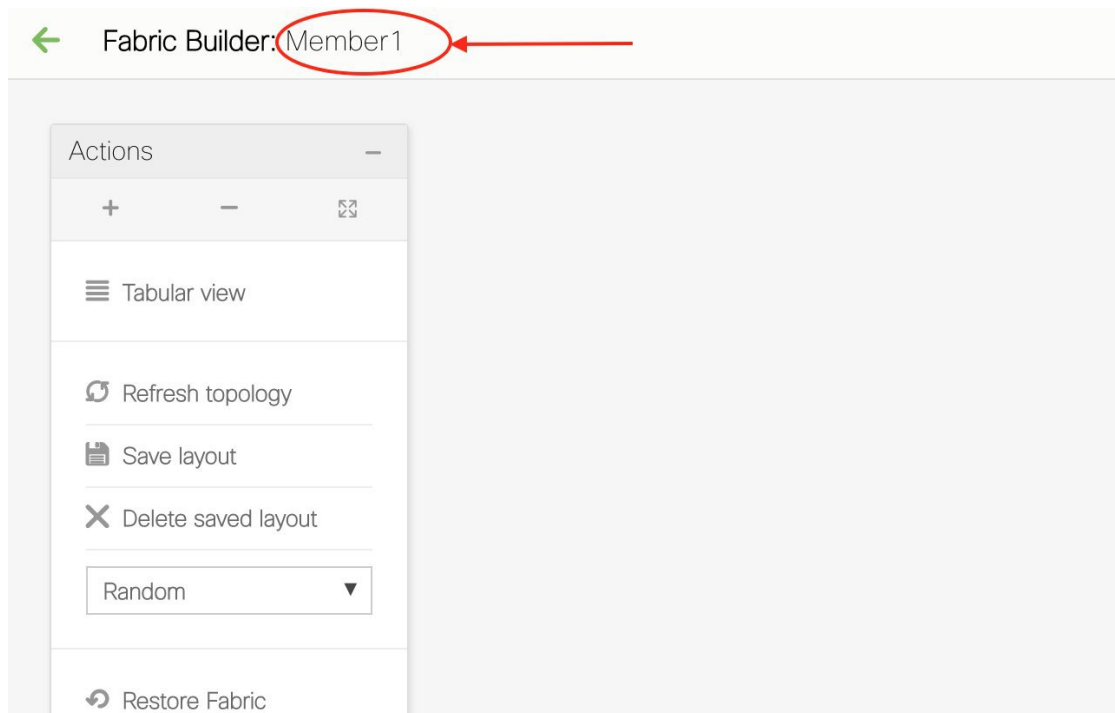 Fabric Builder: Member1
Actions
Tabular view
Refresh topology
Save layout
Delete saved layout
Random
Restore Fabric